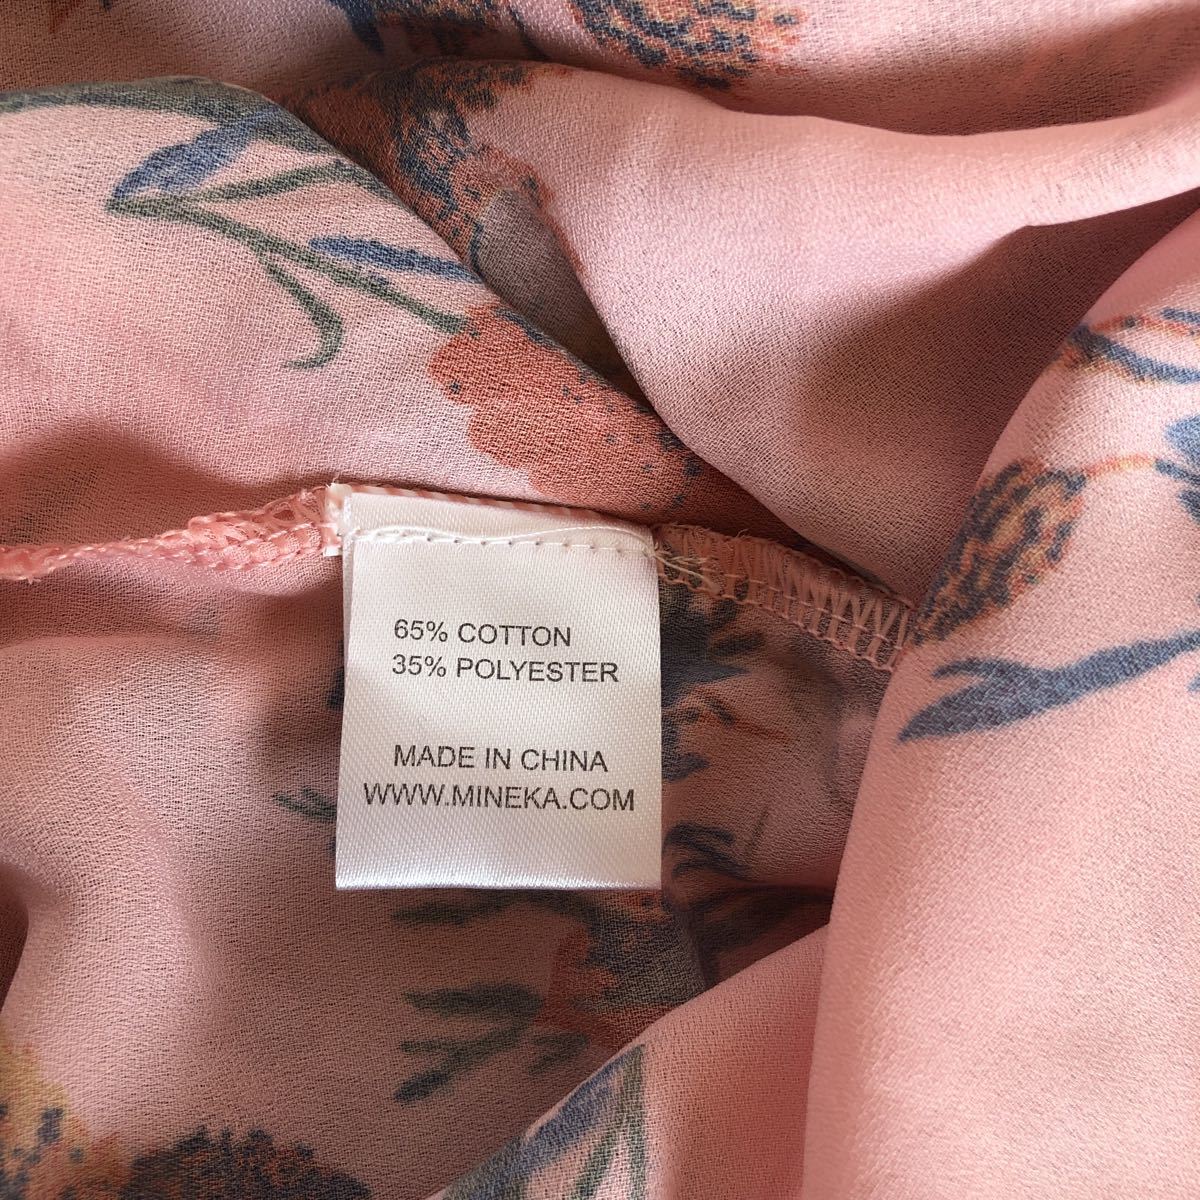 65% COTTON
35% POLYESTER
MADE IN CHINA
WWW.MINEKA.COM